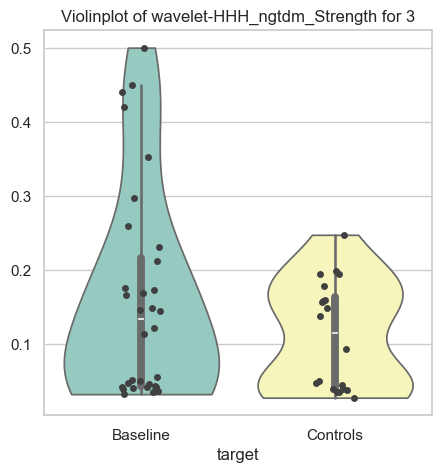 Violinplot of wavelet-HHH_ngtdm_Strength for 3
0.5
0.4
0.3
0.2
0.1
Baseline
Controls
target